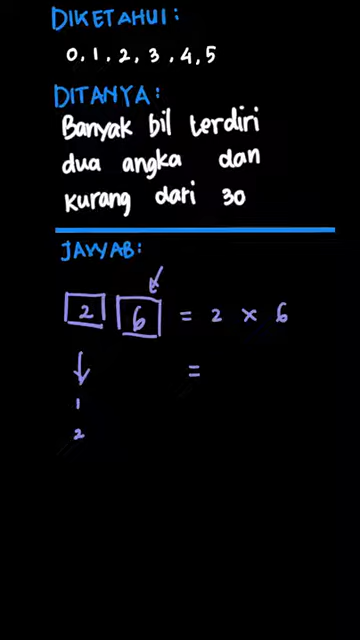 DIKETAHUI:
0, 1, 2, 3, 4, 5
DITANYA:
Banyak bil terdiri
dua angka dan
kurang dari 30
JAWAB:
2 6 = 2 × 6
=
1
2